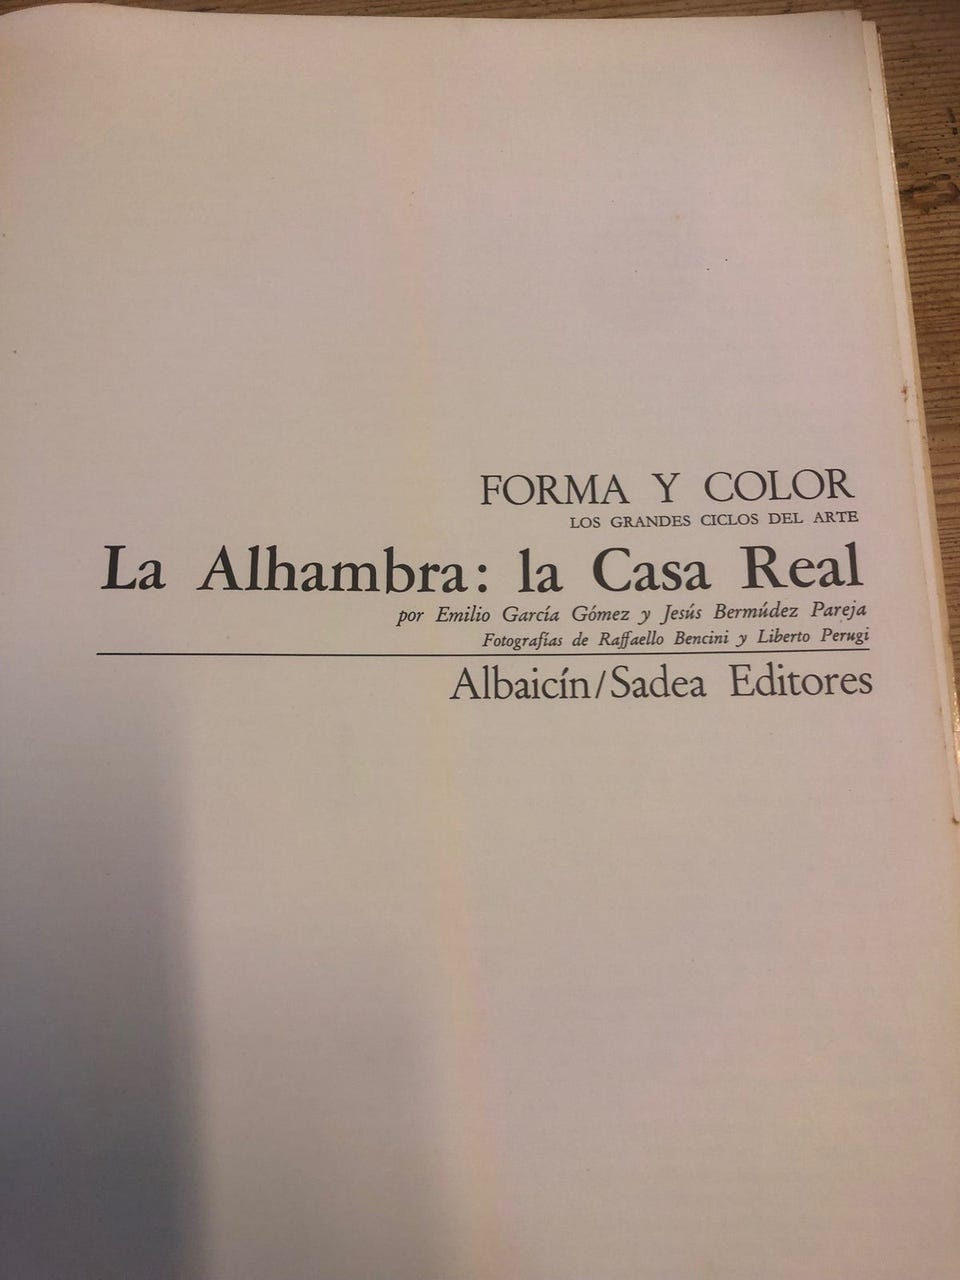 FORMA Y COLOR
LOS GRANDES CICLOS DEL ARTE
La Alhambra: la Casa Real
por Emilio García Gómez y Jesús Bermúdez Pareja
Fotografías de Raffaello Bencini y Liberto Perugi
Albaicín/Sadea Editores